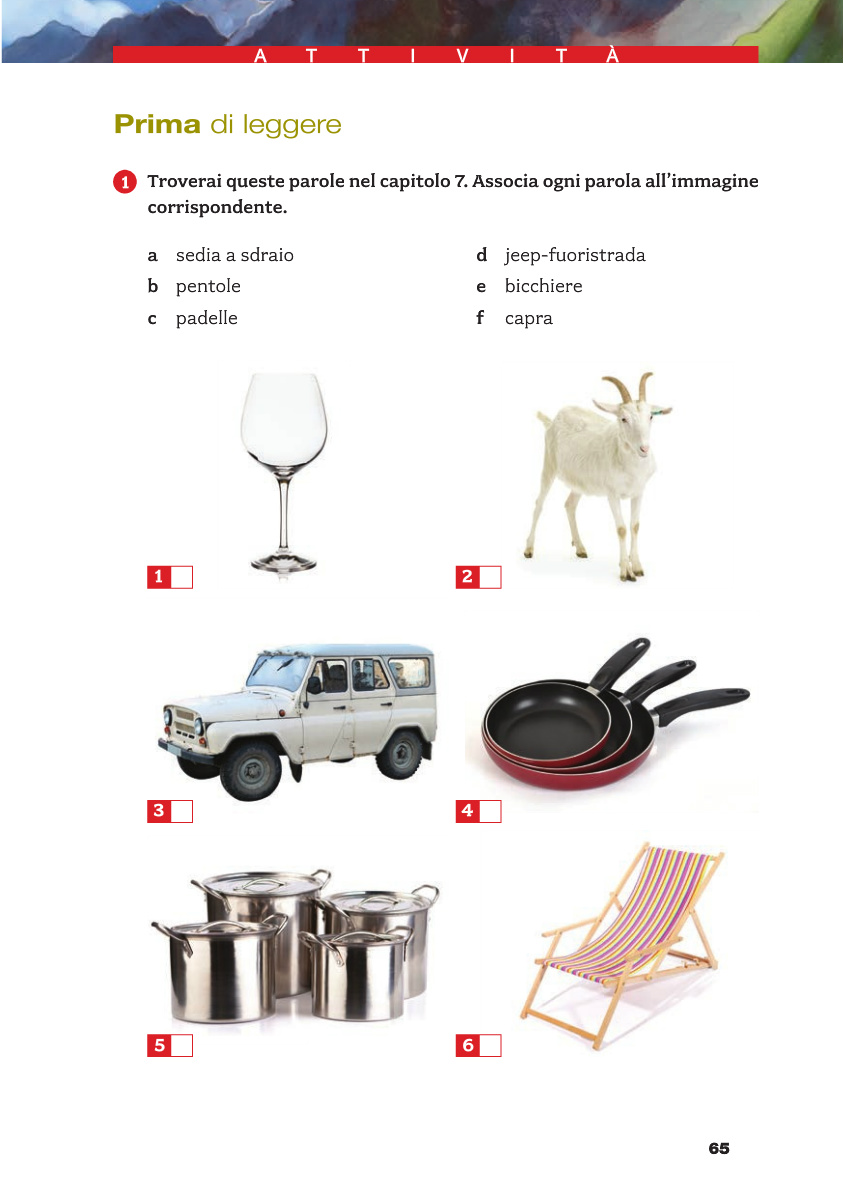 ATTIVITÀ
Prima di leggere
1 Troverai queste parole nel capitolo 7. Associa ogni parola all’immagine
corrispondente.
a sedia a sdraio
b pentole
c padelle
d jeep-fuoristrada
e bicchiere
f capra
1
2
3
4
5
6
65